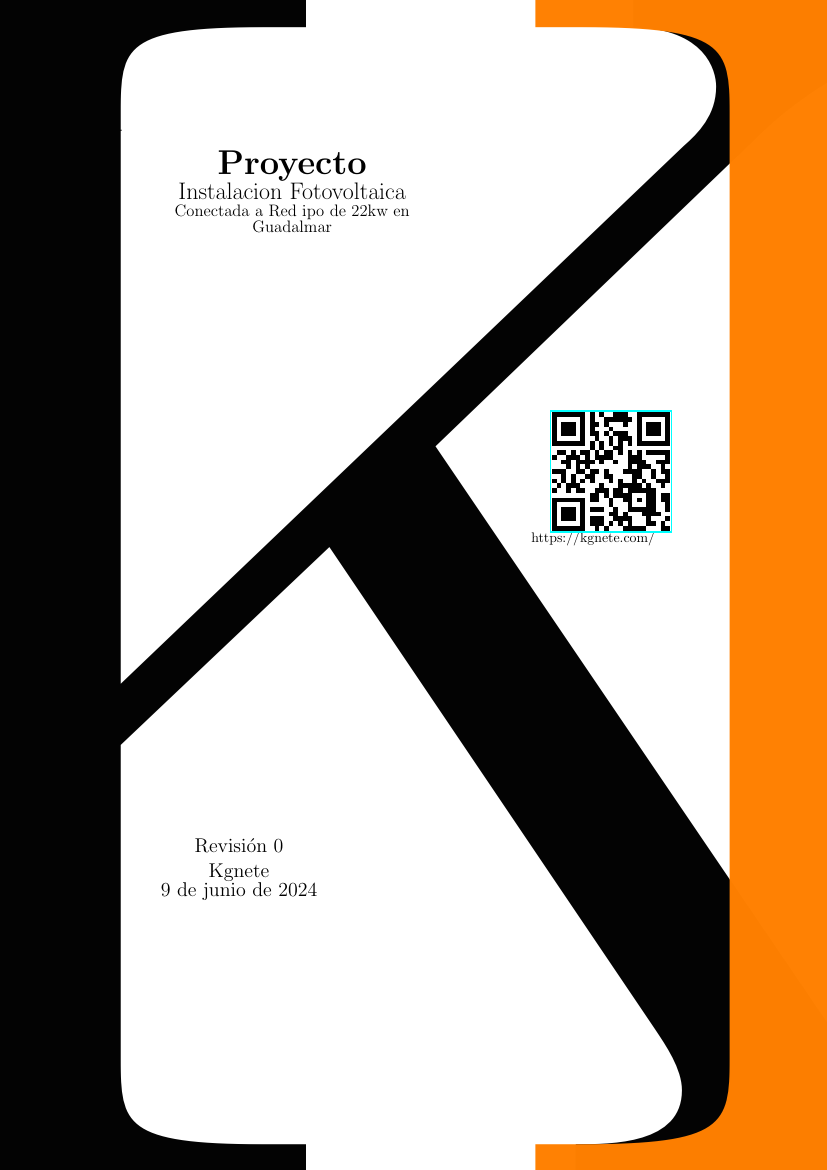 Proyecto
Instalacion Fotovoltaica
Conectada a Red ipo de 22kw en
Guadalmar
https://kgnete.com/
Revisión 0
Kgnete
9 de junio de 2024